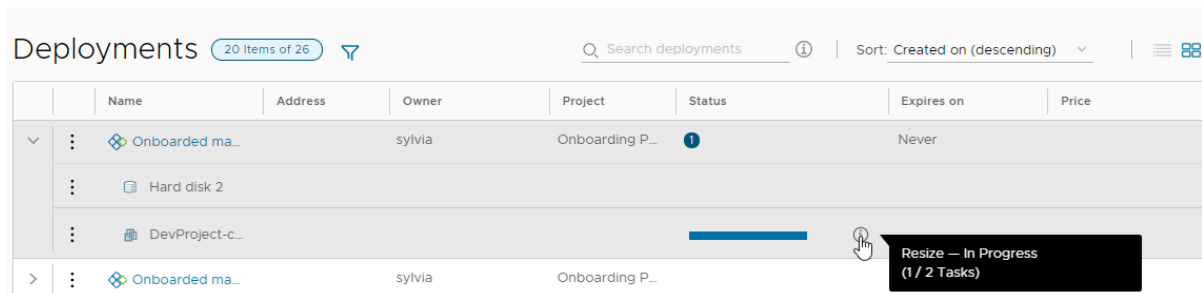 Deployments 20 Items of 26 Search deployments Sort: Created on (descending)
Name Address Owner Project Status Expires on Price
Onboarded ma... sylvia Onboarding P... 1 Never
Hard disk 2
DevProject-c...
Resize — In Progress
(1 / 2 Tasks)
Onboarded ma... sylvia Onboarding P...